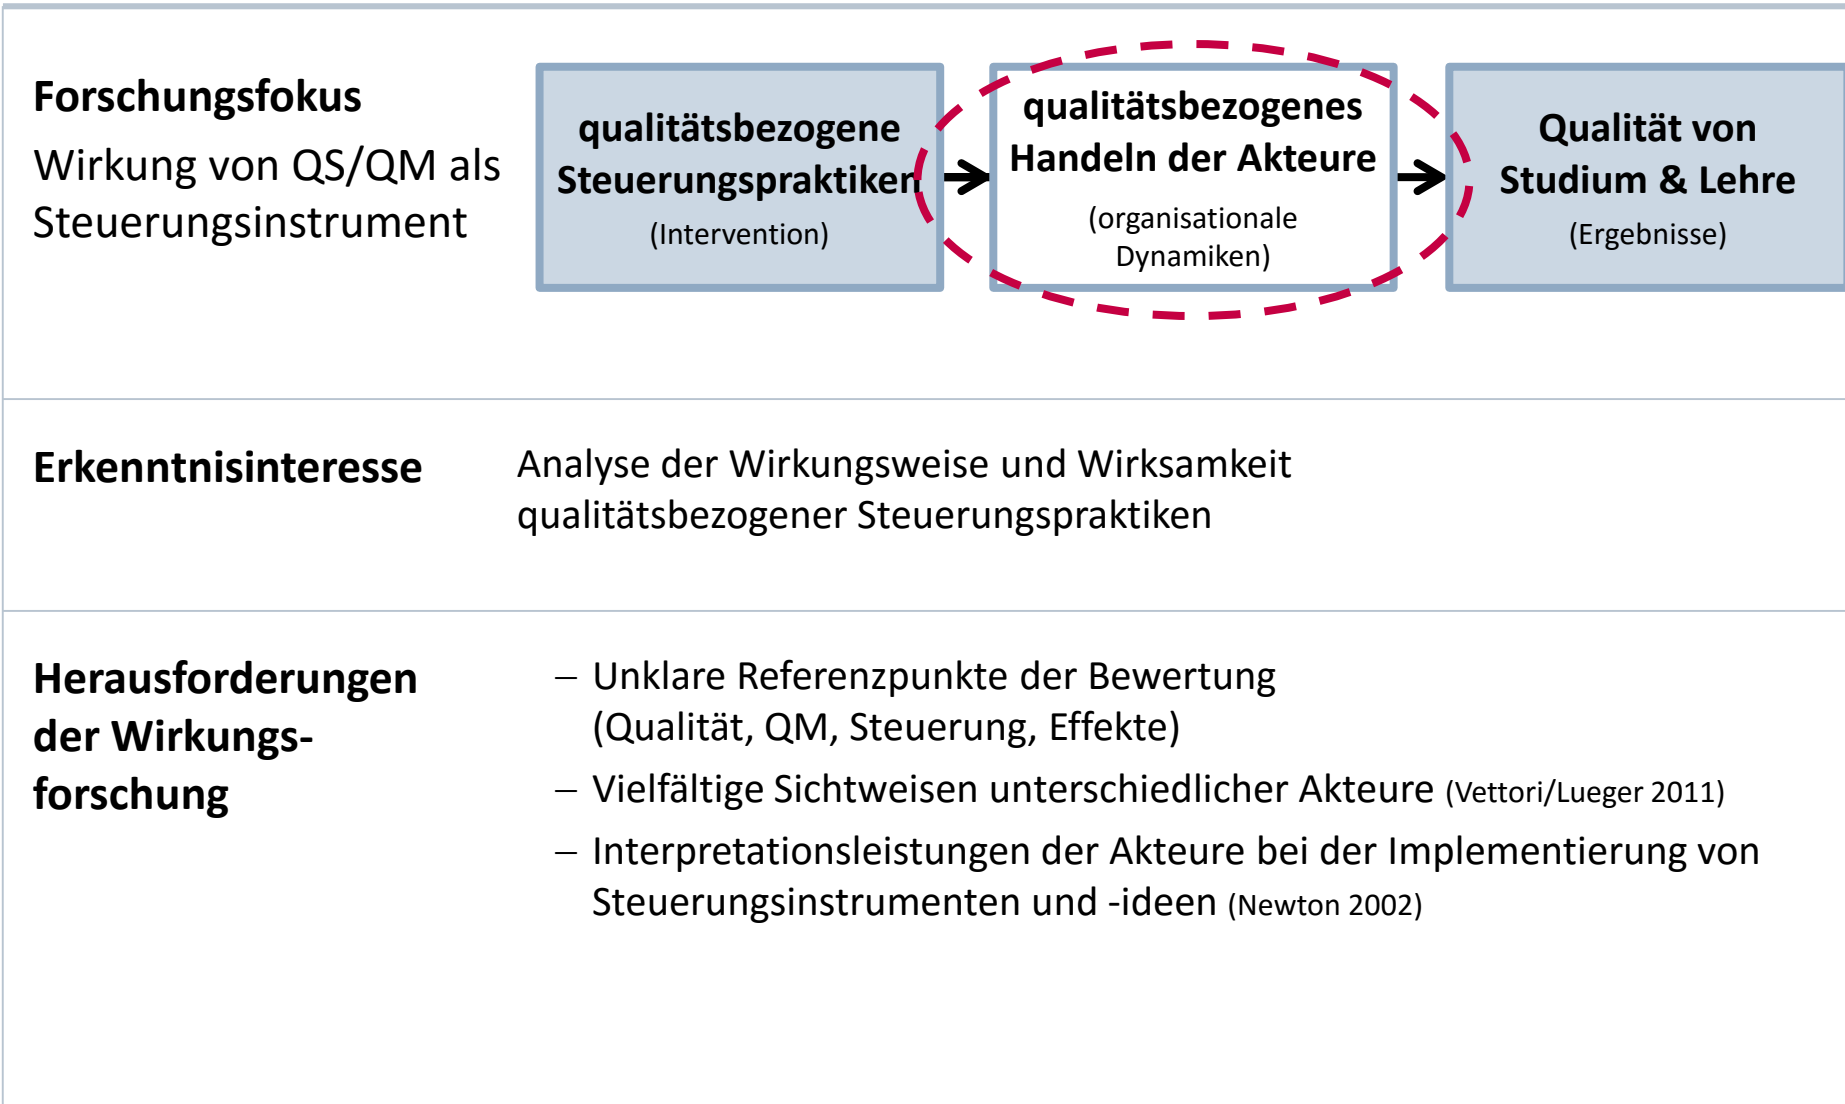 Forschungsfokus
Wirkung von QS/QM als
Steuerungsinstrument
qualitätsbezogene
Steuerungspraktiken
(Intervention)
qualitätsbezogenes
Handeln der Akteure
(organisationale
Dynamiken)
Qualität von
Studium & Lehre
(Ergebnisse)
Erkenntnisinteresse
Analyse der Wirkungsweise und Wirksamkeit
qualitätsbezogener Steuerungspraktiken
Herausforderungen
der Wirkungs-
forschung
– Unklare Referenzpunkte der Bewertung
(Qualität, QM, Steuerung, Effekte)
– Vielfältige Sichtweisen unterschiedlicher Akteure (Vettori/Lueger 2011)
– Interpretationsleistungen der Akteure bei der Implementierung von
Steuerungsinstrumenten und -ideen (Newton 2002)